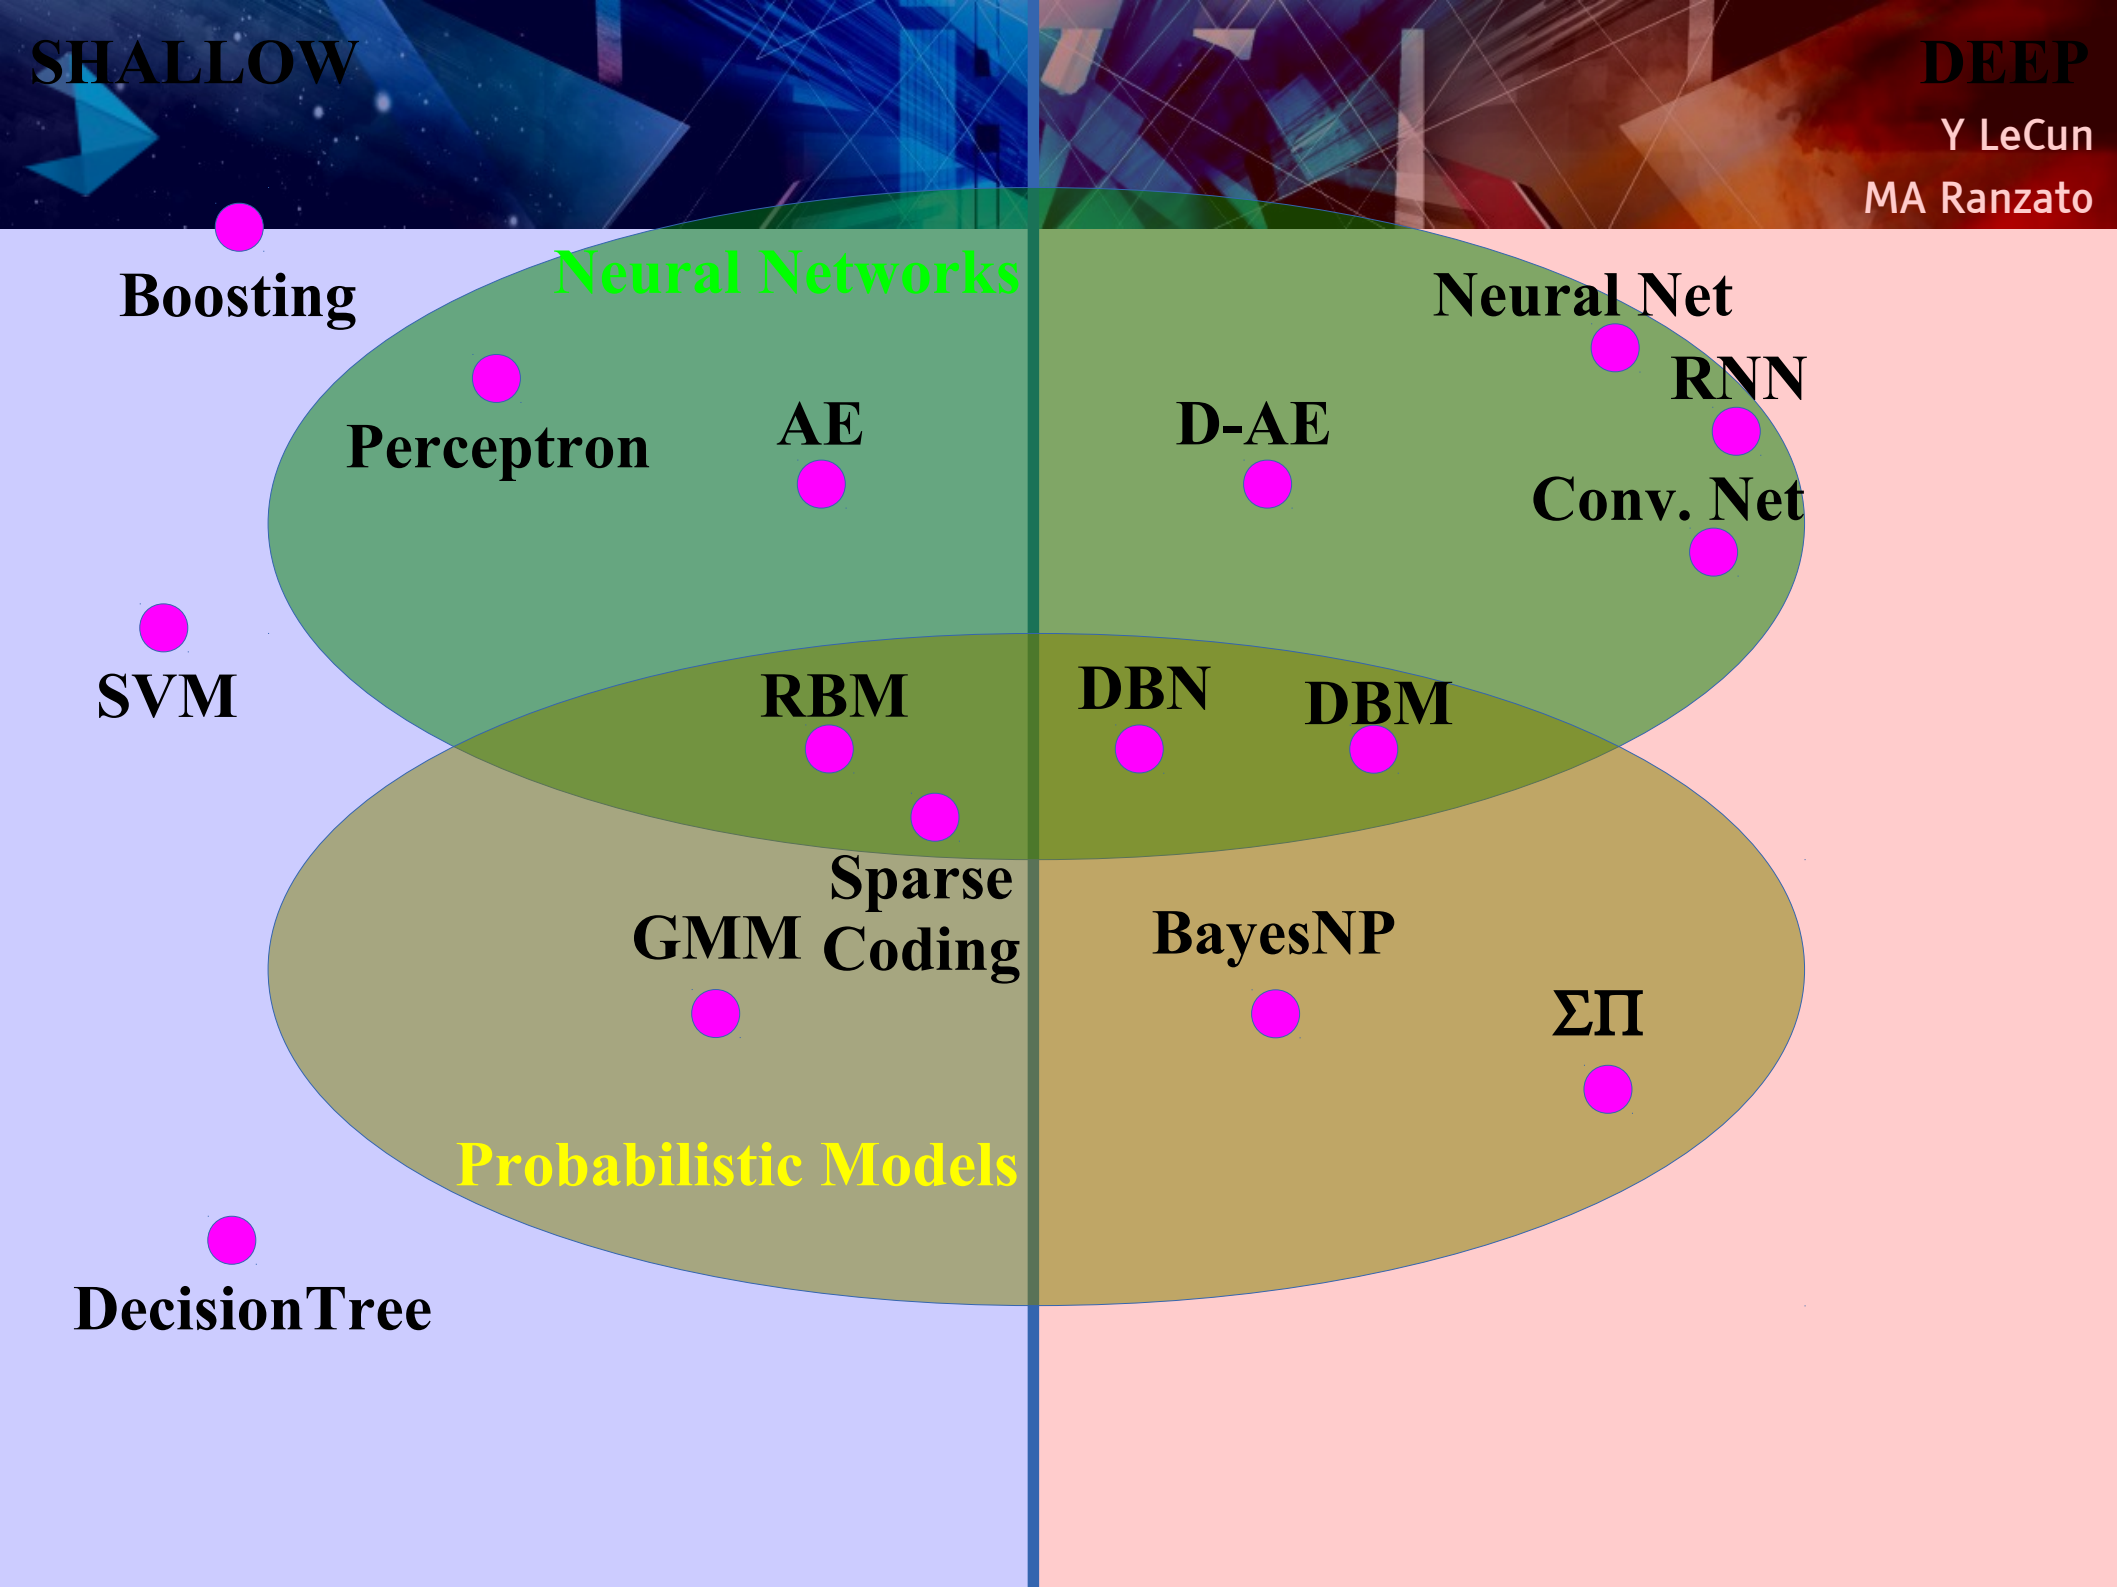 SHALLOW
DEEP
Y LeCun
MA Ranzato
Neural Networks
Boosting
Neural Net
RNN
Perceptron
AE
D-AE
Conv. Net
SVM
RBM
DBN
DBM
Sparse
Coding
GMM
BayesNP
ΣΠ
Probabilistic Models
DecisionTree